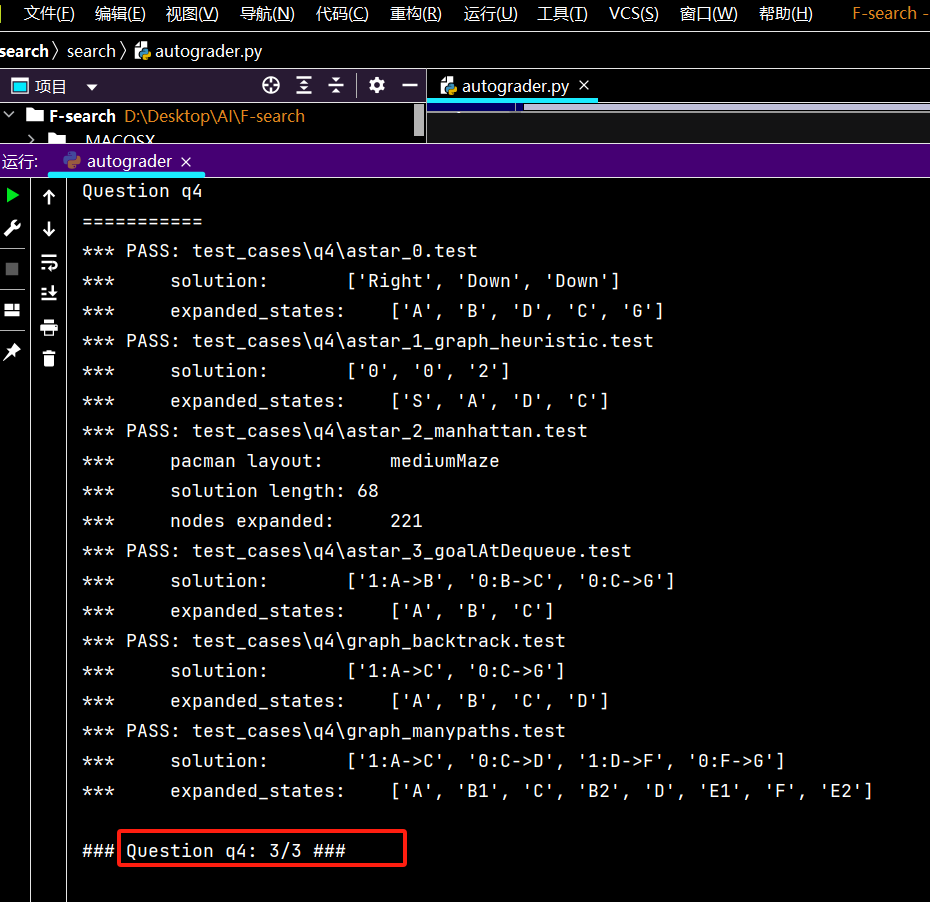 文件(F) 编辑(E) 视图(V) 导航(N) 代码(C) 重构(R) 运行(U) 工具(T) VCS(S) 窗口(W) 帮助(H) F-search -
search 〉 search 〉 autograder.py
项目 autograder.py ×
F-search D:\Desktop\AI\F-search
MACOSX
运行: autograder ×
Question q4
===========
*** PASS: test_cases\q4\astar_0.test
*** solution: ['Right', 'Down', 'Down']
*** expanded_states: ['A', 'B', 'D', 'C', 'G']
*** PASS: test_cases\q4\astar_1_graph_heuristic.test
*** solution: ['0', '0', '2']
*** expanded_states: ['S', 'A', 'D', 'C']
*** PASS: test_cases\q4\astar_2_manhattan.test
*** pacman layout: mediumMaze
*** solution length: 68
*** nodes expanded: 221
*** PASS: test_cases\q4\astar_3_goalAtDequeue.test
*** solution: ['1:A->B', '0:B->C', '0:C->G']
*** expanded_states: ['A', 'B', 'C']
*** PASS: test_cases\q4\graph_backtrack.test
*** solution: ['1:A->C', '0:C->G']
*** expanded_states: ['A', 'B', 'C', 'D']
*** PASS: test_cases\q4\graph_manypaths.test
*** solution: ['1:A->C', '0:C->D', '1:D->F', '0:F->G']
*** expanded_states: ['A', 'B1', 'C', 'B2', 'D', 'E1', 'F', 'E2']
### Question q4: 3/3 ###